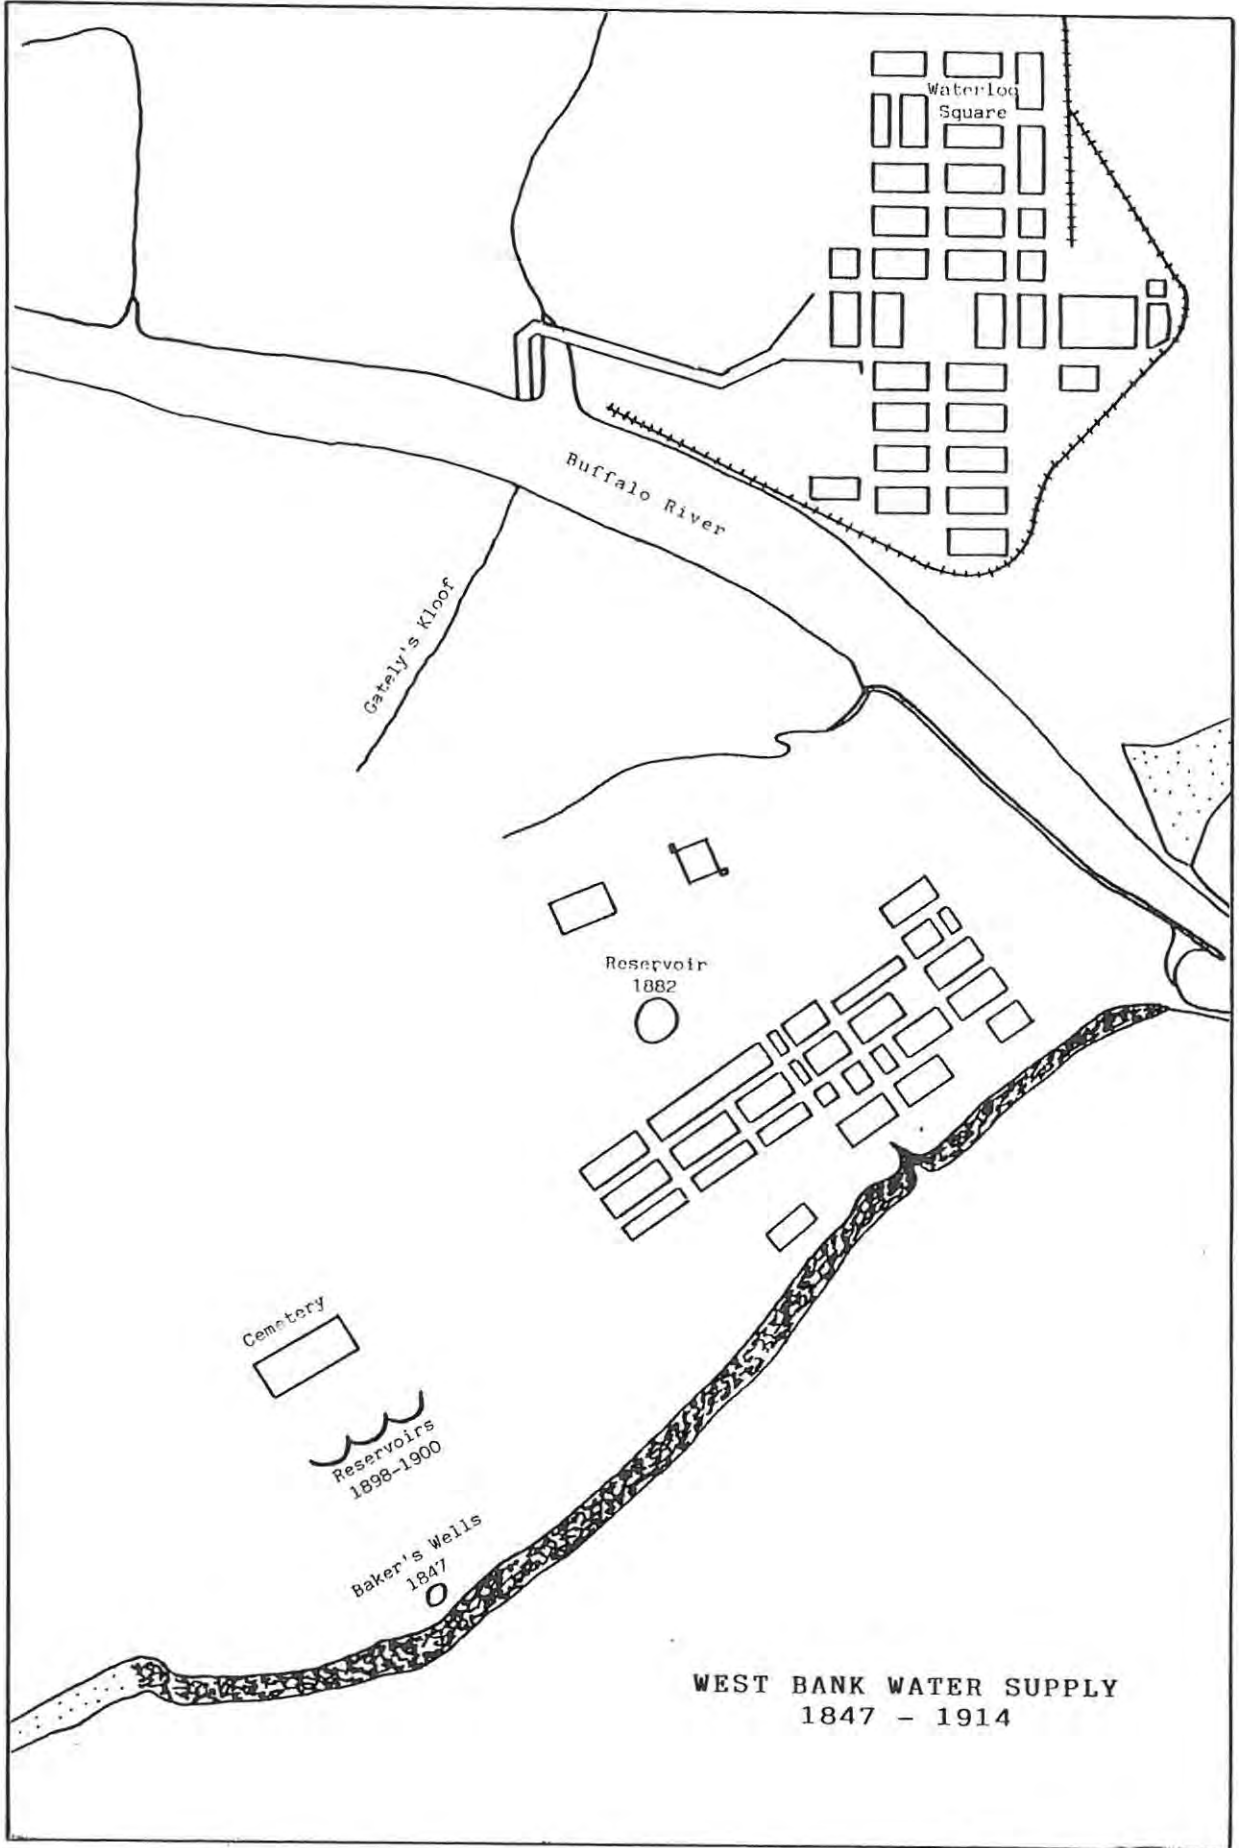 Waterloo
Square
Buffalo River
Gately's Kloof
Reservoir
1882
Cemetery
Reservoirs
1898-1900
Baker's Wells
1847
WEST BANK WATER SUPPLY
1847 - 1914